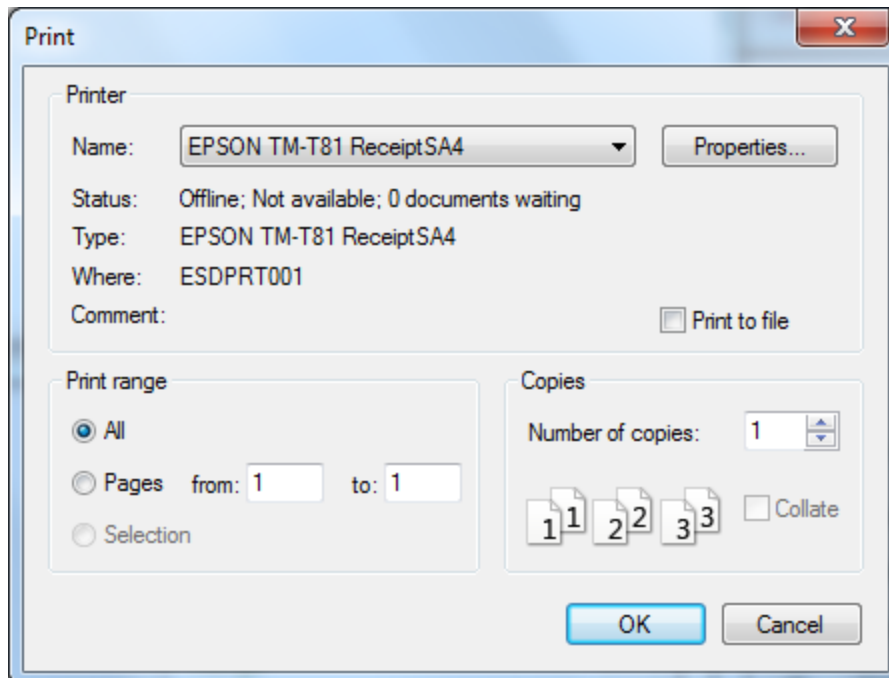 Print
Printer
Name: EPSON TM-T81 ReceiptSA4 Properties...
Status: Offline; Not available; 0 documents waiting
Type: EPSON TM-T81 ReceiptSA4
Where: ESDPRT001
Comment: Print to file
Print range
All
Pages from: 1 to: 1
Selection
Copies
Number of copies: 1
1 1 2 2 3 3 Collate
OK Cancel